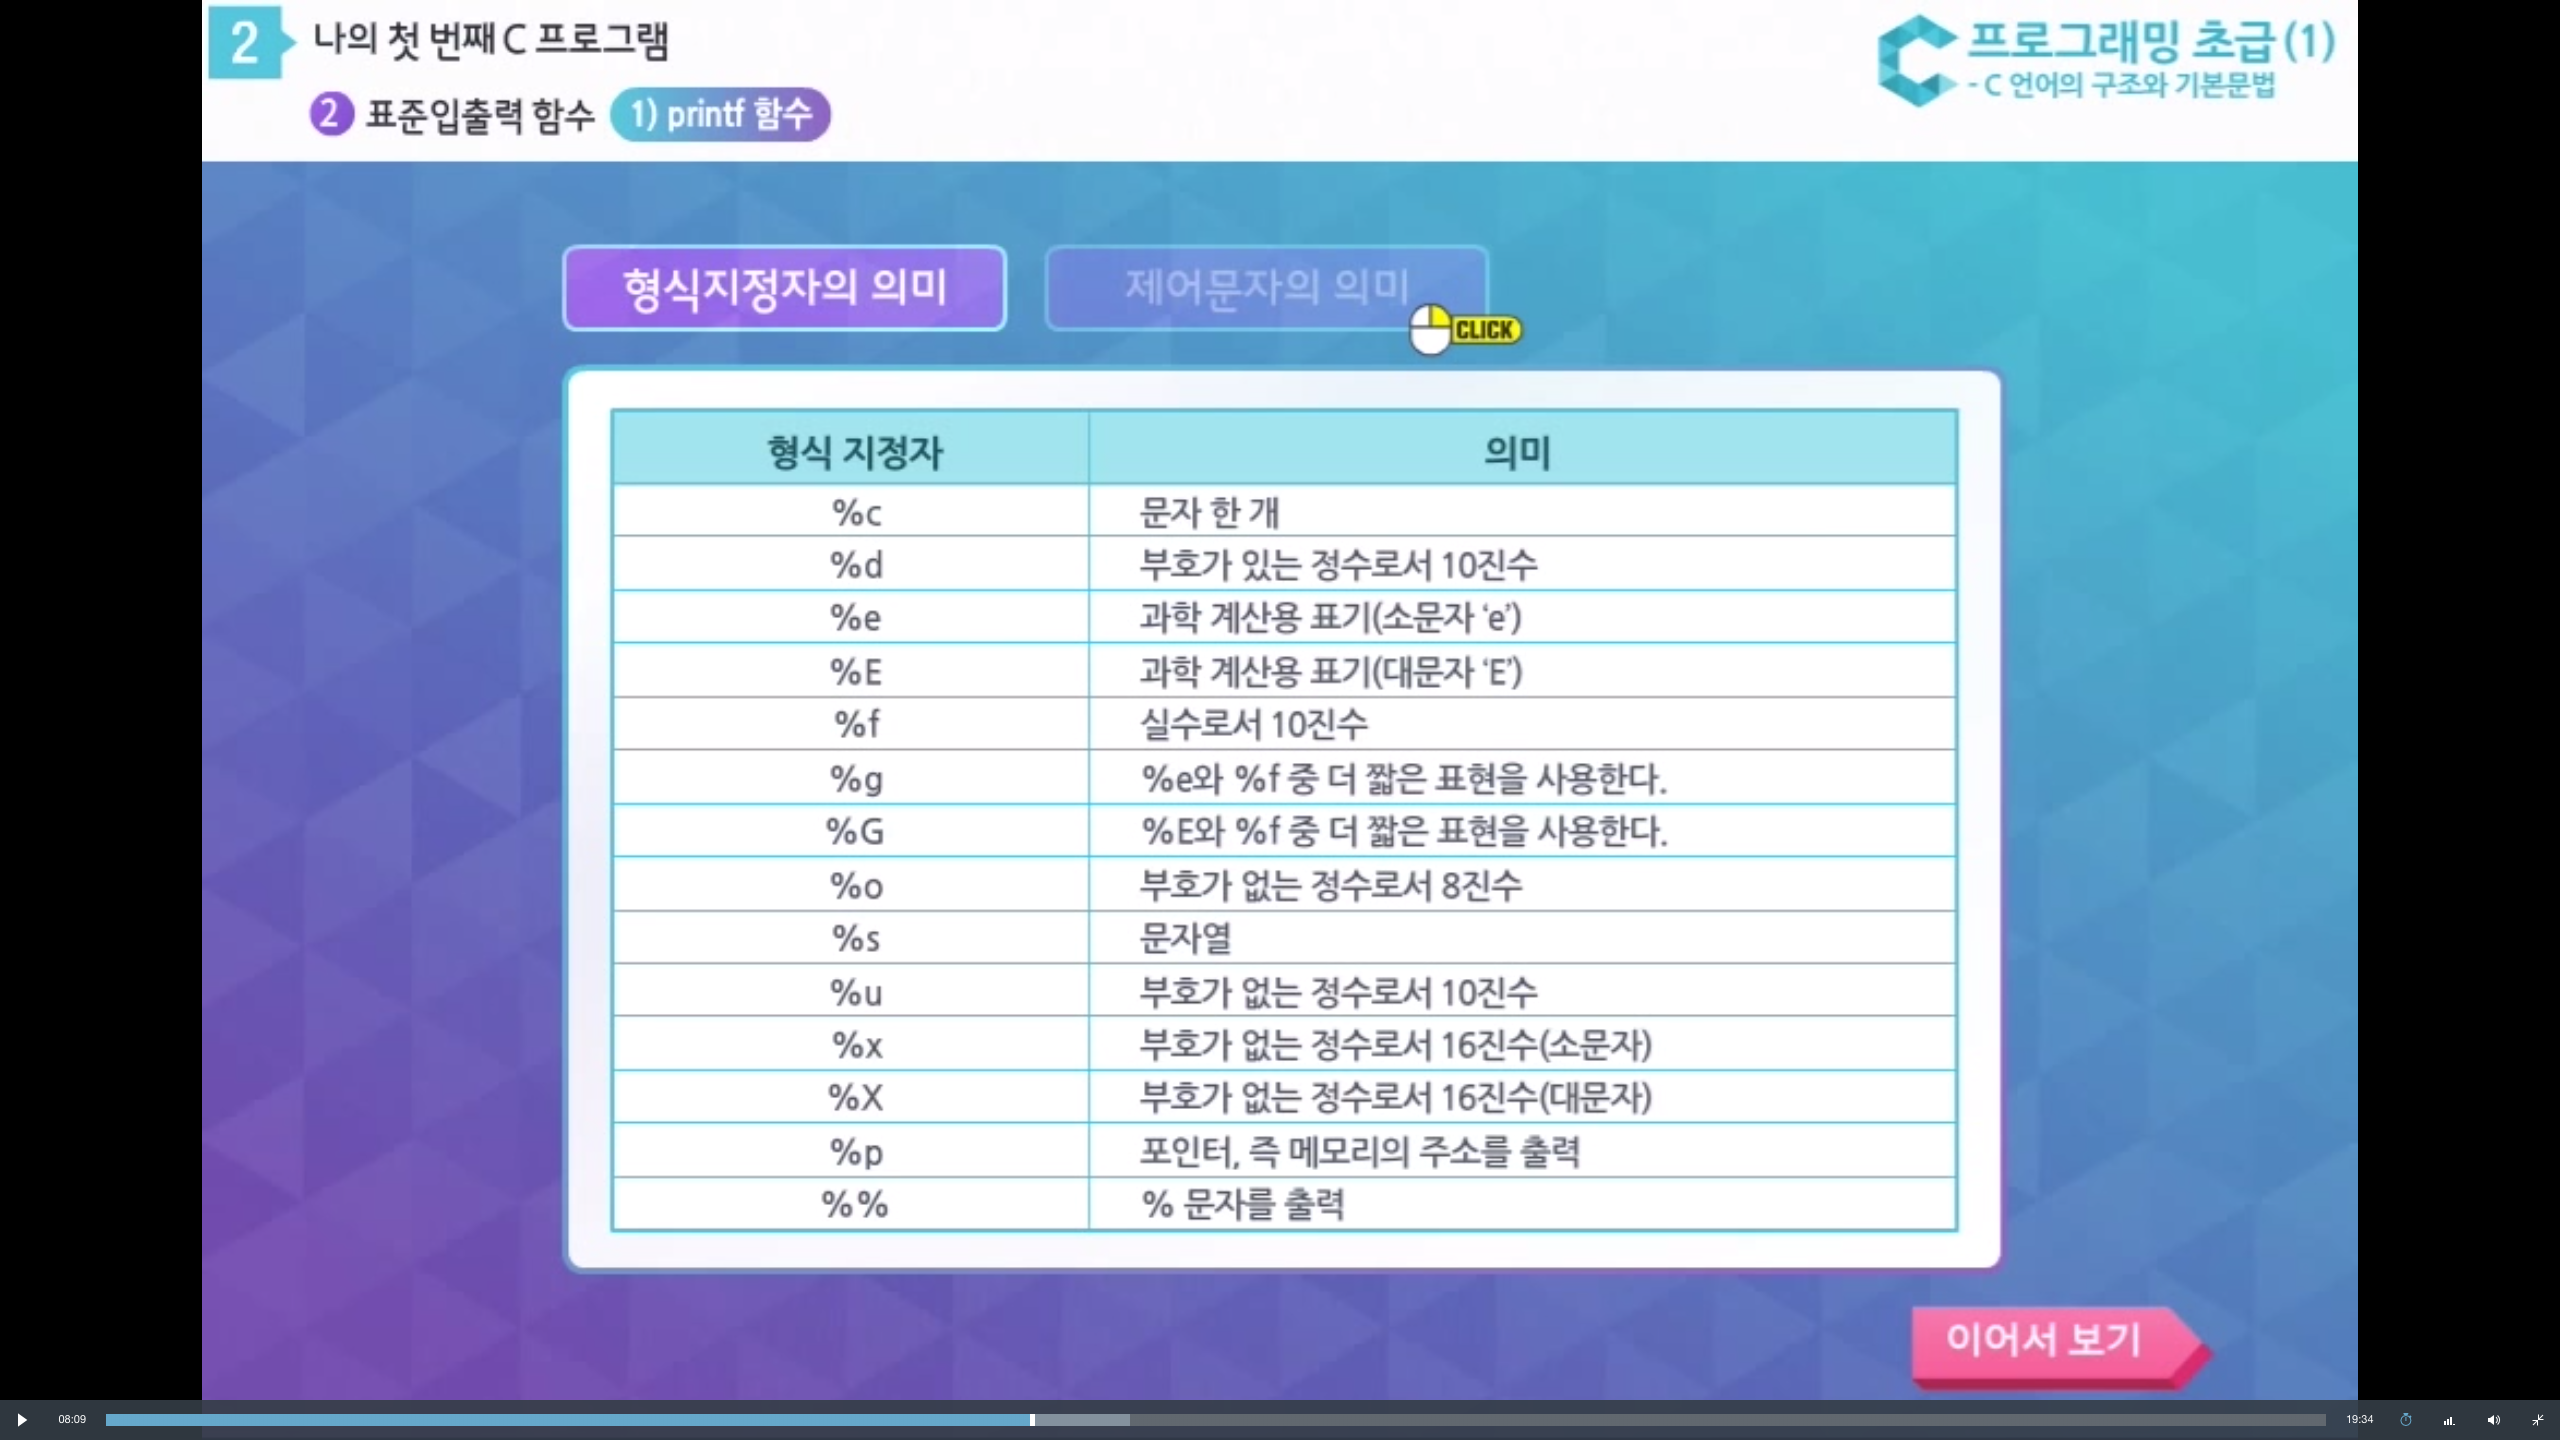 2 나의 첫 번째 C 프로그램
프로그래밍 초급(1)
- C 언어의 구조와 기본문법
2 표준입출력 함수 1) printf 함수
형식지정자의 의미 제어문자의 의미
CLICK
형식 지정자 의미
%c 문자 한 개
%d 부호가 있는 정수로서 10진수
%e 과학 계산용 표기(소문자 ‘e’)
%E 과학 계산용 표기(대문자 ‘E’)
%f 실수로서 10진수
%g %e와 %f 중 더 짧은 표현을 사용한다.
%G %E와 %f 중 더 짧은 표현을 사용한다.
%o 부호가 없는 정수로서 8진수
%s 문자열
%u 부호가 없는 정수로서 10진수
%x 부호가 없는 정수로서 16진수(소문자)
%X 부호가 없는 정수로서 16진수(대문자)
%p 포인터, 즉 메모리의 주소를 출력
%% % 문자를 출력
이어서 보기
08:09 19:34